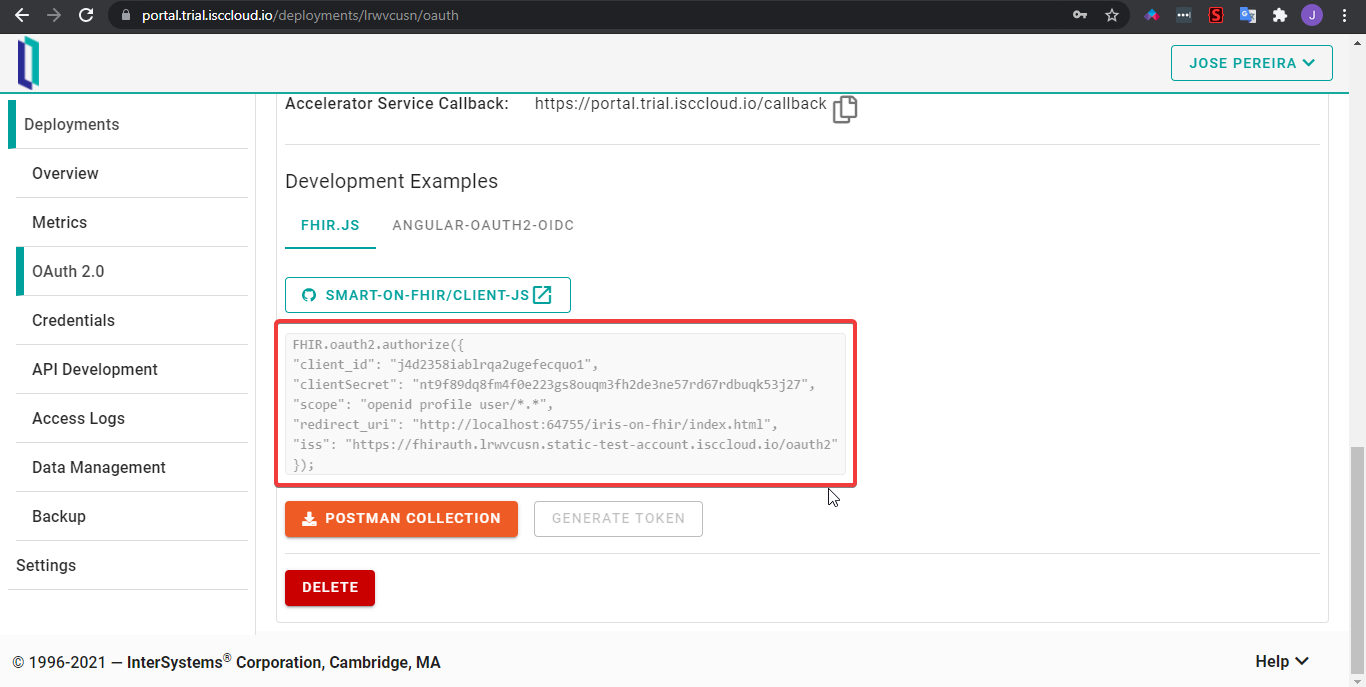 portal.trial.isccloud.io/deployments/lrwvcusn/oauth
J
JOSE PEREIRA
Accelerator Service Callback: https://portal.trial.isccloud.io/callback
Deployments
Overview
Metrics
OAuth 2.0
Credentials
API Development
Access Logs
Data Management
Backup
Settings
Development Examples
FHIR.JS ANGULAR-OAUTH2-OIDC
SMART-ON-FHIR/CLIENT-JS
FHIR.oauth2.authorize({
"client_id": "j4d2358iablrqa2ugefecquo1",
"clientSecret": "nt9f89dq8fm4f0e223gs8ouqm3fh2de3ne57rd67rdbuqk53j27",
"scope": "openid profile user/*.*",
"redirect_uri": "http://localhost:64755/iris-on-fhir/index.html",
"iss": "https://fhirauth.lrwvcusn.static-test-account.isccloud.io/oauth2"
});
POSTMAN COLLECTION GENERATE TOKEN
DELETE
© 1996-2021 — InterSystems® Corporation, Cambridge, MA
Help